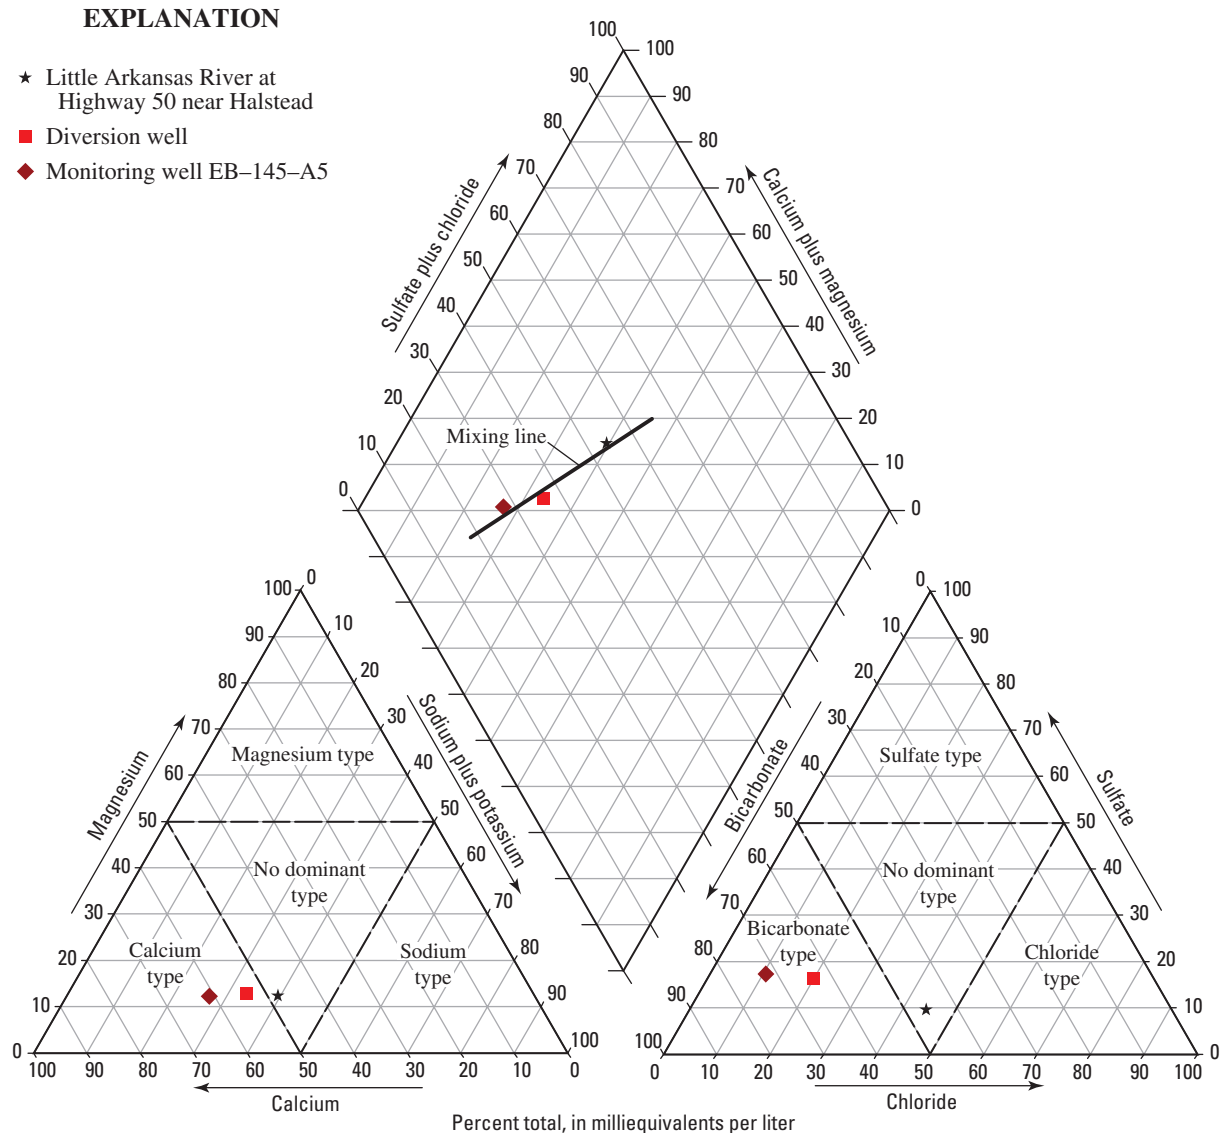 EXPLANATION
Little Arkansas River at
Highway 50 near Halstead
Diversion well
Monitoring well EB–145–A5
100
90
80
70
60
50
40
30
20
10
0
Sulfate plus chloride
100
90
80
70
60
50
40
30
20
10
0
Calcium plus magnesium
Mixing line
100
90
80
70
60
50
40
30
20
10
0
Magnesium
0
10
20
30
40
50
60
70
80
90
100
Sodium plus potassium
Magnesium type
No dominant
type
Calcium
type
Sodium
type
100 90 80 70 60 50 40 30 20 10 0
Calcium
0
10
20
30
40
50
60
70
80
90
100
Bicarbonate
100
90
80
70
60
50
40
30
20
10
0
Sulfate
Sulfate type
No dominant
type
Bicarbonate
type
Chloride
type
0 10 20 30 40 50 60 70 80 90 100
Chloride
Percent total, in milliequivalents per liter